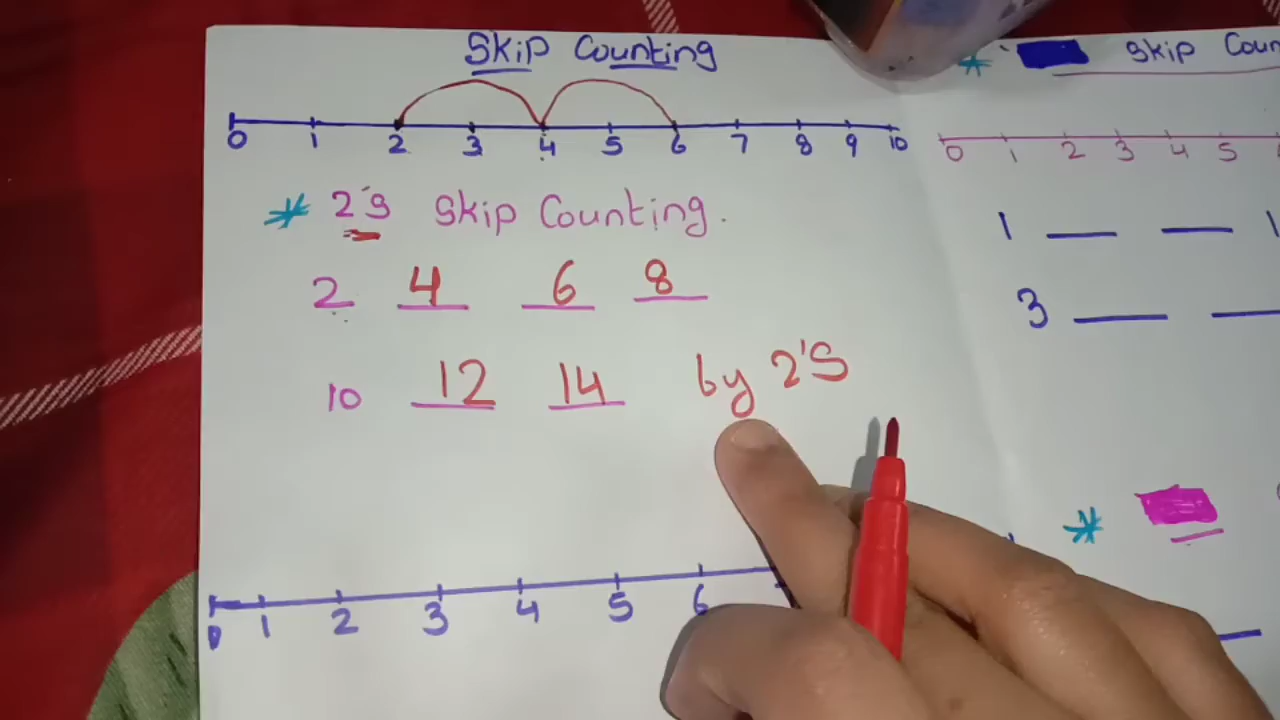 Skip Counting
0 1 2 3 4 5 6 7 8 9 10
2's Skip Counting.
2 4 6 8
10 12 14 by 2's
0 1 2 3 4 5 6
Skip
0 1 2 3 4 5
1
3